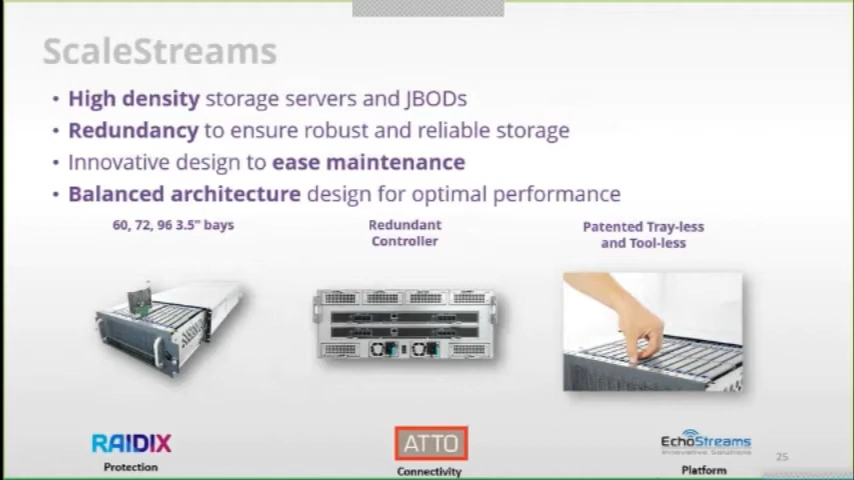 ScaleStreams
• High density storage servers and JBODs
• Redundancy to ensure robust and reliable storage
• Innovative design to ease maintenance
• Balanced architecture design for optimal performance
60, 72, 96 3.5" bays
Redundant
Controller
Patented Tray-less
and Tool-less
RAIDIX
Protection
ATTO
Connectivity
EchoStreams
Innovative Solutions
Platform
25